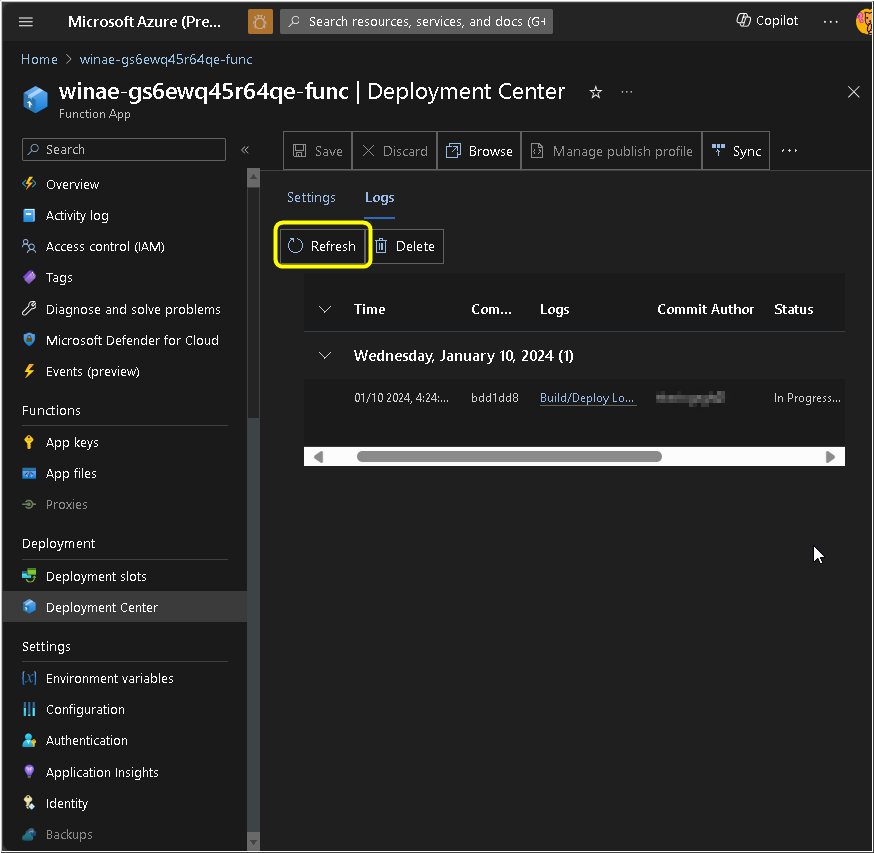 Microsoft Azure (Pre...
Search resources, services, and docs (G+
Copilot
...
Home > winae-gs6ewq45r64qe-func
winae-gs6ewq45r64qe-func | Deployment Center
...
Function App
Search
«
Save
Discard
Browse
Manage publish profile
Sync
...
Overview
Activity log
Access control (IAM)
Tags
Diagnose and solve problems
Microsoft Defender for Cloud
Events (preview)
Functions
App keys
App files
Proxies
Deployment
Deployment slots
Deployment Center
Settings
Environment variables
Configuration
Authentication
Application Insights
Identity
Backups
Settings
Logs
Refresh
Delete
Time
Com...
Logs
Commit Author
Status
Wednesday, January 10, 2024 (1)
01/10 2024, 4:24:...
bdd1dd8
Build/Deploy Lo...
In Progress...